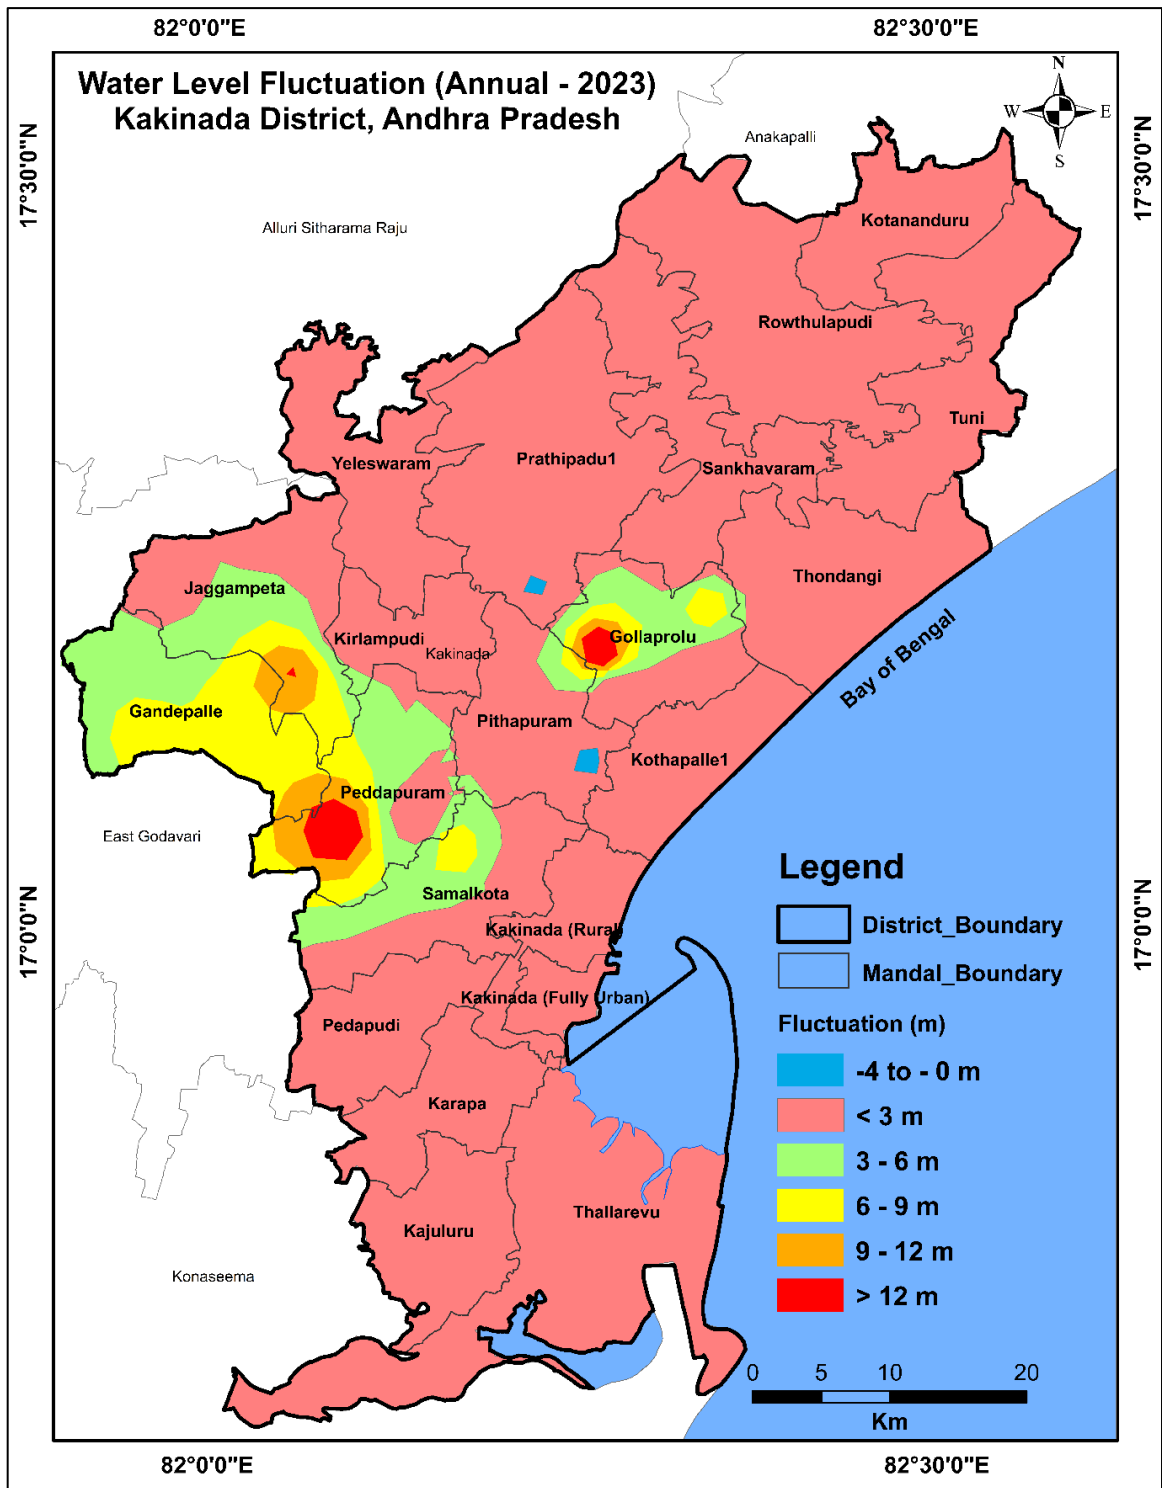 82°0'0"E
82°30'0"E
Water Level Fluctuation (Annual - 2023)
Kakinada District, Andhra Pradesh
N
W
E
S
17°30'0"N
17°30'0"N
Anakapalli
Alluri Sitharama Raju
Kotananduru
Rowthulapudi
Tuni
Yeleswaram
Prathipadu1
Sankhavaram
Jaggampeta
Thondangi
Kirlampudi
Kakinada
Gollaprolu
Bay of Bengal
Gandepalle
Pithapuram
Kothapalle1
Peddapuram
East Godavari
Samalkota
17°0'0"N
17°0'0"N
Kakinada (Rural)
Kakinada (Fully Urban)
Pedapudi
Karapa
Thallarevu
Kajuluru
Konaseema
Legend
District_Boundary
Mandal_Boundary
Fluctuation (m)
-4 to - 0 m
< 3 m
3 - 6 m
6 - 9 m
9 - 12 m
> 12 m
0 5 10 20
Km
82°0'0"E
82°30'0"E